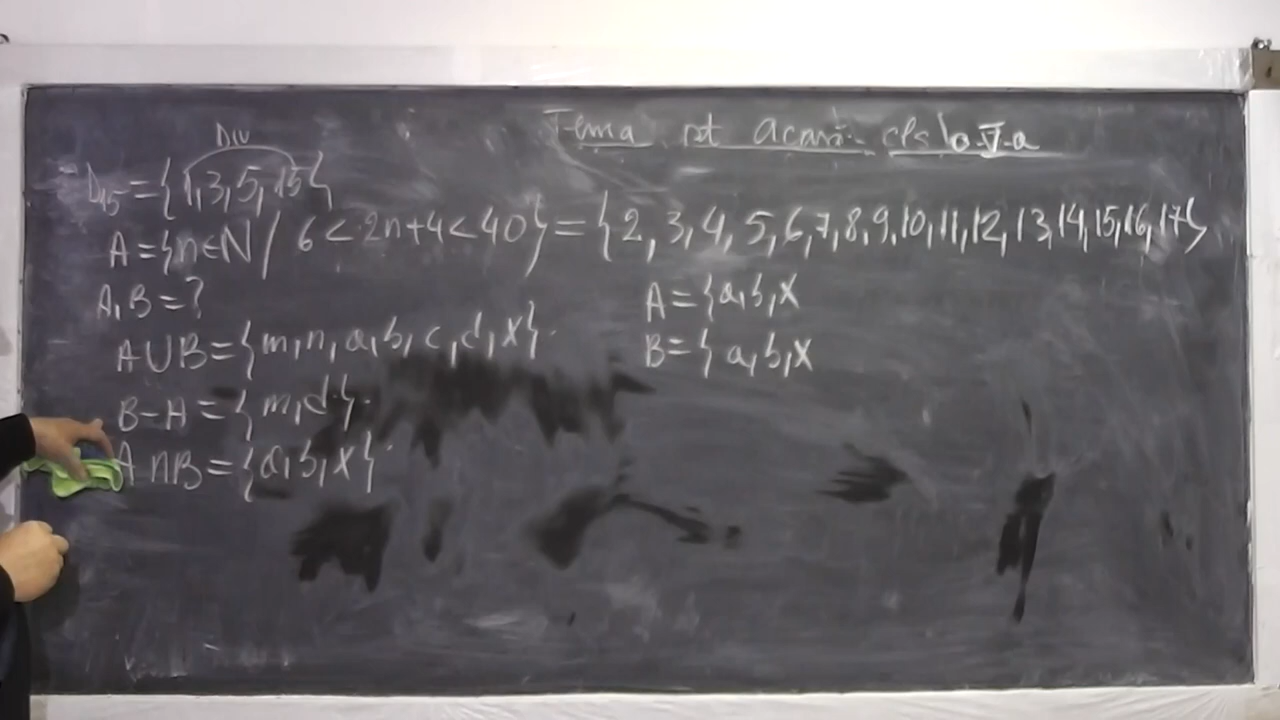 Tema pt acasă cls a V-a
Div
D15={1,3,5,15}
A={n∈N/ 6<2n+4<40}={2,3,4,5,6,7,8,9,10,11,12,13,14,15,16,17}
A,B=?
A={a,b,x
A∪B={m,n,a,b,c,d,x}.
B={a,b,x
B-A={m,d}.
A∩B={a,b,x}.